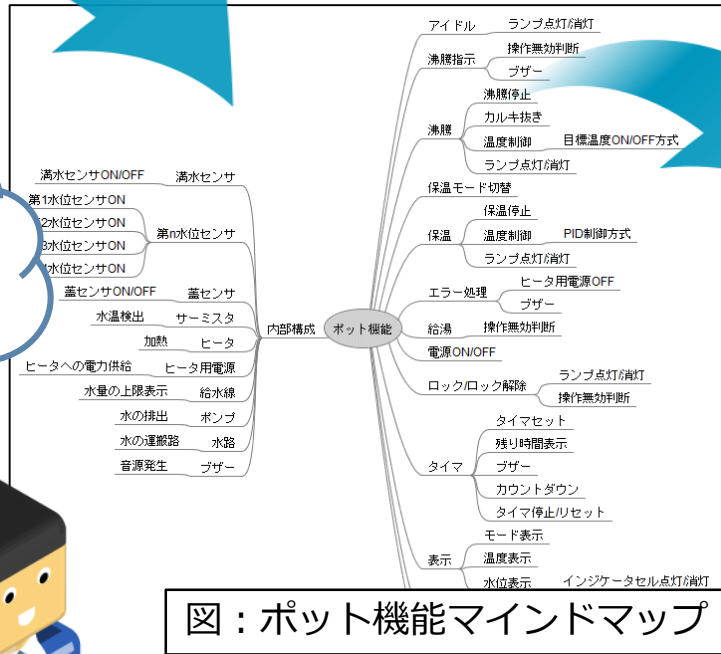 アイドル ランプ点灯/消灯
沸騰指示 操作無効判断
ブザー
沸騰 沸騰停止
カルキ抜き
温度制御 目標温度ON/OFF方式
ランプ点灯/消灯
保温モード切替
保温 保温停止
温度制御 PID制御方式
ランプ点灯/消灯
エラー処理 ヒータ用電源OFF
ブザー
給湯 操作無効判断
電源ON/OFF
ロック/ロック解除 ランプ点灯/消灯
操作無効判断
タイマ タイマセット
残り時間表示
ブザー
カウントダウン
タイマ停止/リセット
表示 モード表示
温度表示
水位表示 インジケータセル点灯/消灯
ポット機能
内部構成
満水センサON/OFF 満水センサ
第1水位センサON
2水位センサON 第n水位センサ
3水位センサON
水位センサON
蓋センサON/OFF 蓋センサ
水温検出 サーミスタ
加熱 ヒータ
ヒータへの電力供給 ヒータ用電源
水量の上限表示 給水線
水の排出 ポンプ
水の運搬路 水路
音源発生 ブザー
図：ポット機能マインドマップ